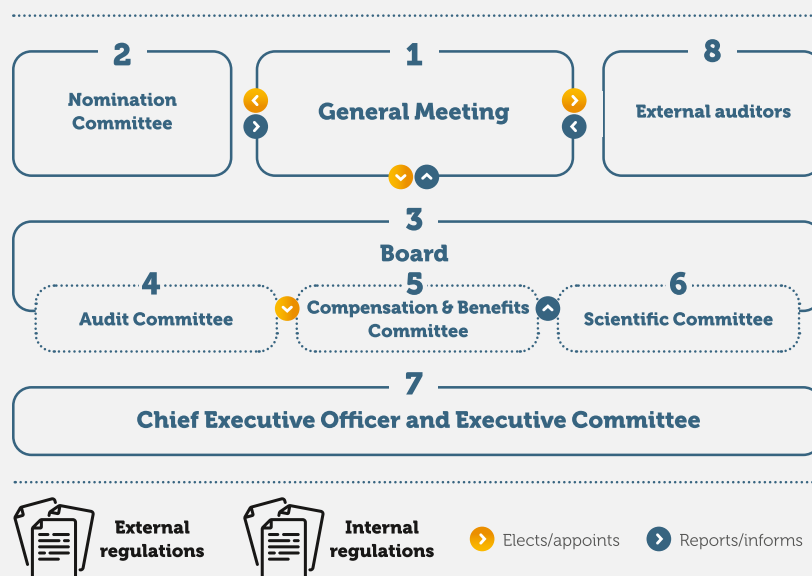 2
1
8
Nomination
Committee
General Meeting
External auditors
3
Board
4
5
6
Audit Committee
Compensation & Benefits
Committee
Scientific Committee
7
Chief Executive Officer and Executive Committee
External
regulations
Internal
regulations
Elects/appoints
Reports/informs